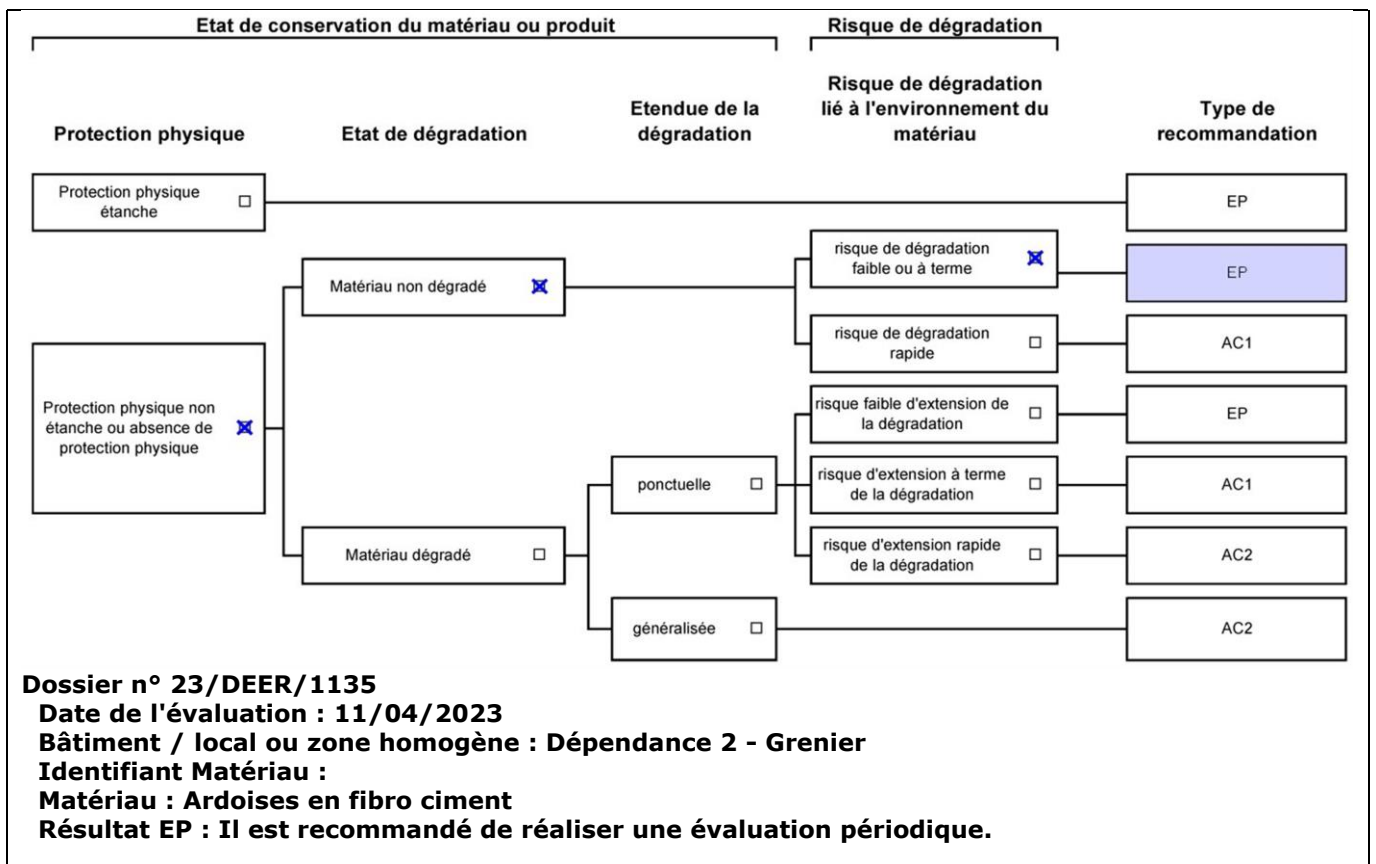 Etat de conservation du matériau ou produit
Risque de dégradation
Protection physique
Etat de dégradation
Etendue de la
dégradation
Risque de dégradation
lié à l'environnement du
matériau
Type de
recommandation
Protection physique
étanche
EP
risque de dégradation
faible ou à terme
EP
Matériau non dégradé
risque de dégradation
rapide
AC1
Protection physique non
étanche ou absence de
protection physique
risque faible d'extension de
la dégradation
EP
ponctuelle
risque d'extension à terme
de la dégradation
AC1
Matériau dégradé
risque d'extension rapide
de la dégradation
AC2
généralisée
AC2
Dossier n° 23/DEER/1135
Date de l'évaluation : 11/04/2023
Bâtiment / local ou zone homogène : Dépendance 2 - Grenier
Identifiant Matériau :
Matériau : Ardoises en fibro ciment
Résultat EP : Il est recommandé de réaliser une évaluation périodique.